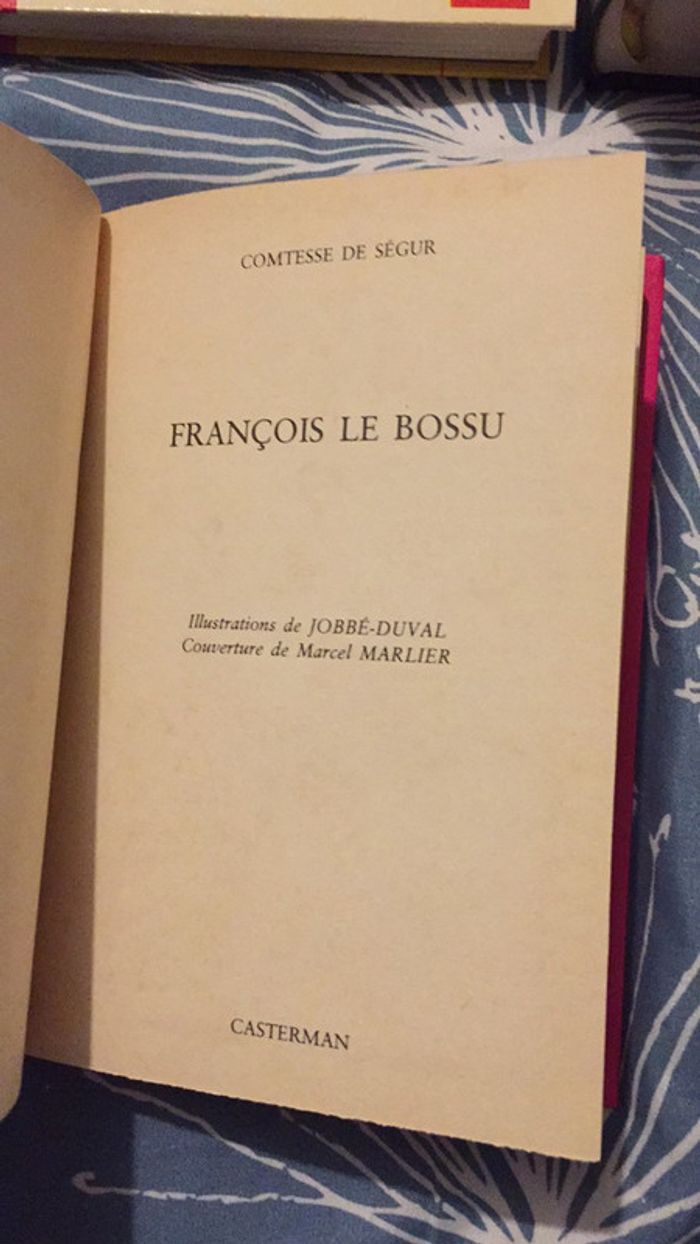 COMTESSE DE SÉGUR
FRANÇOIS LE BOSSU
Illustrations de JOBBÉ-DUVAL
Couverture de Marcel MARLIER
CASTERMAN